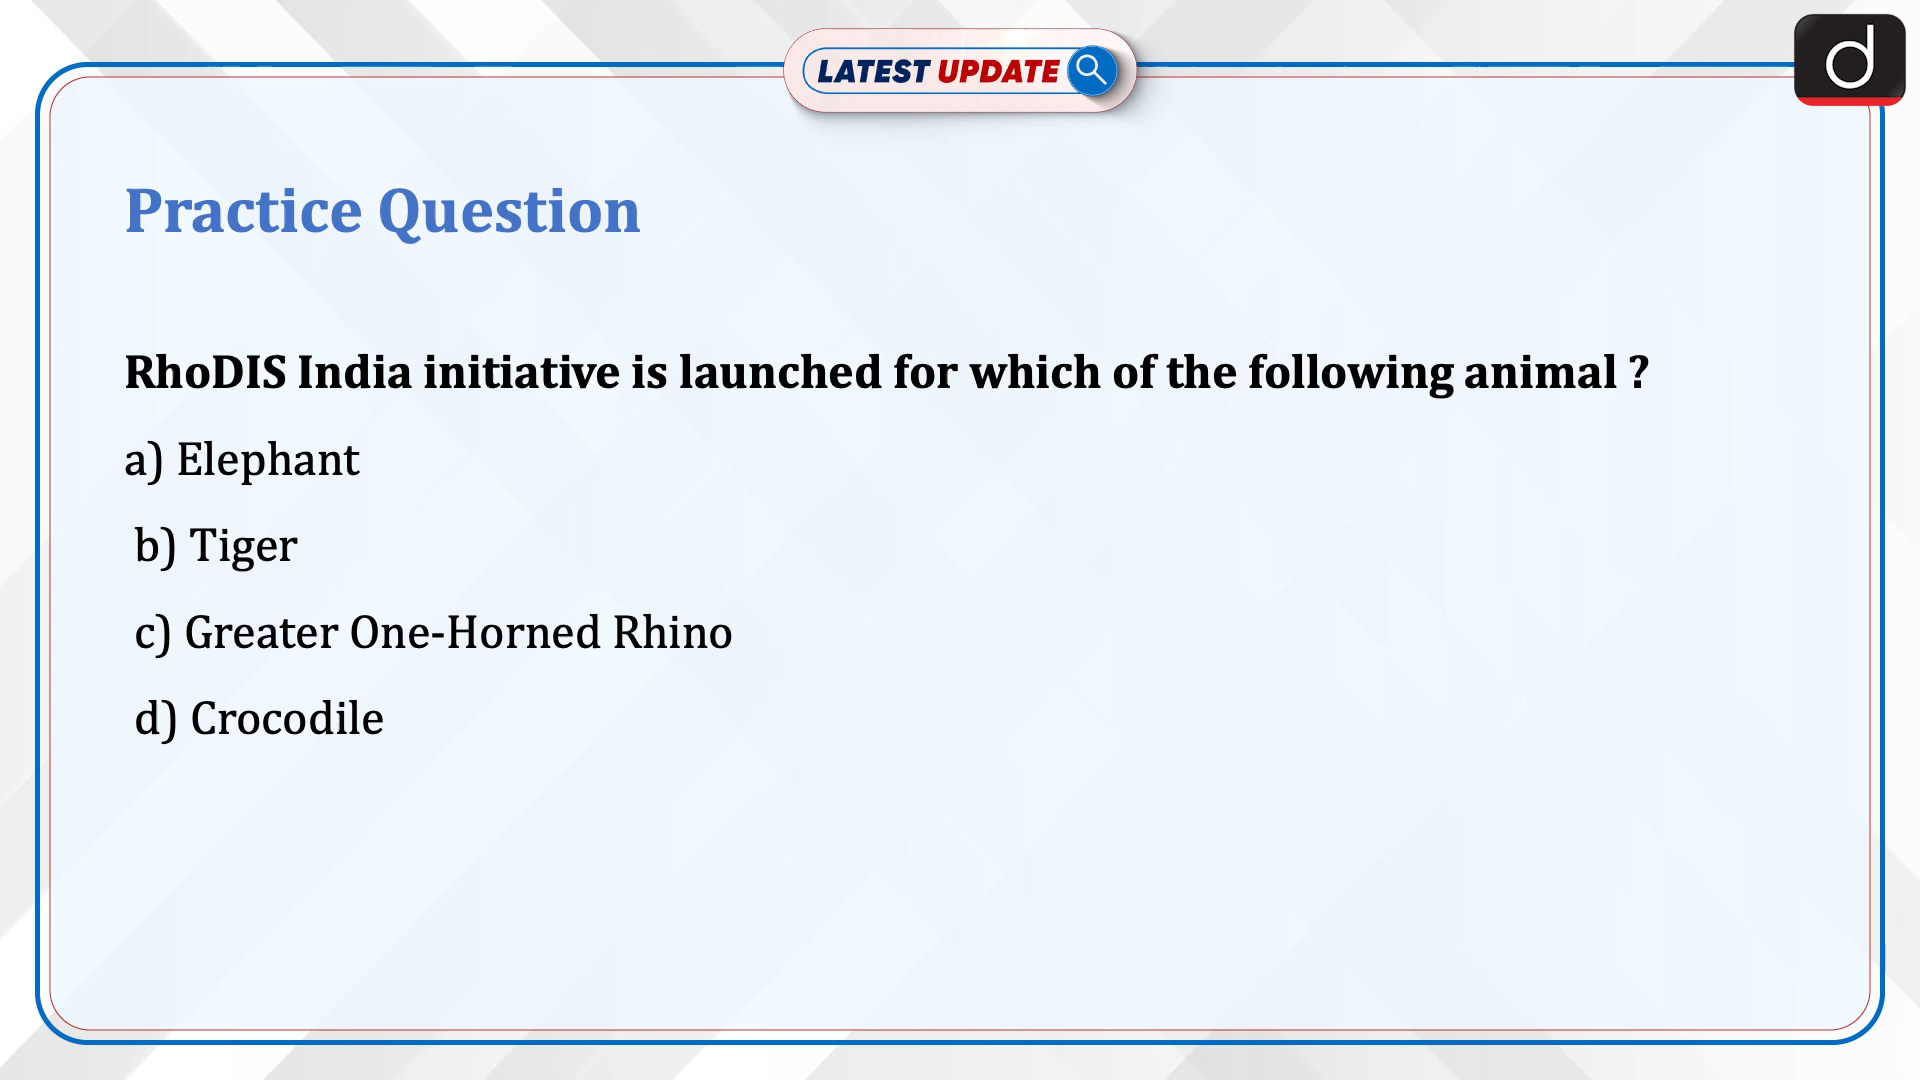 LATEST UPDATE
d
Practice Question
RhoDIS India initiative is launched for which of the following animal ?
a) Elephant
b) Tiger
c) Greater One-Horned Rhino
d) Crocodile